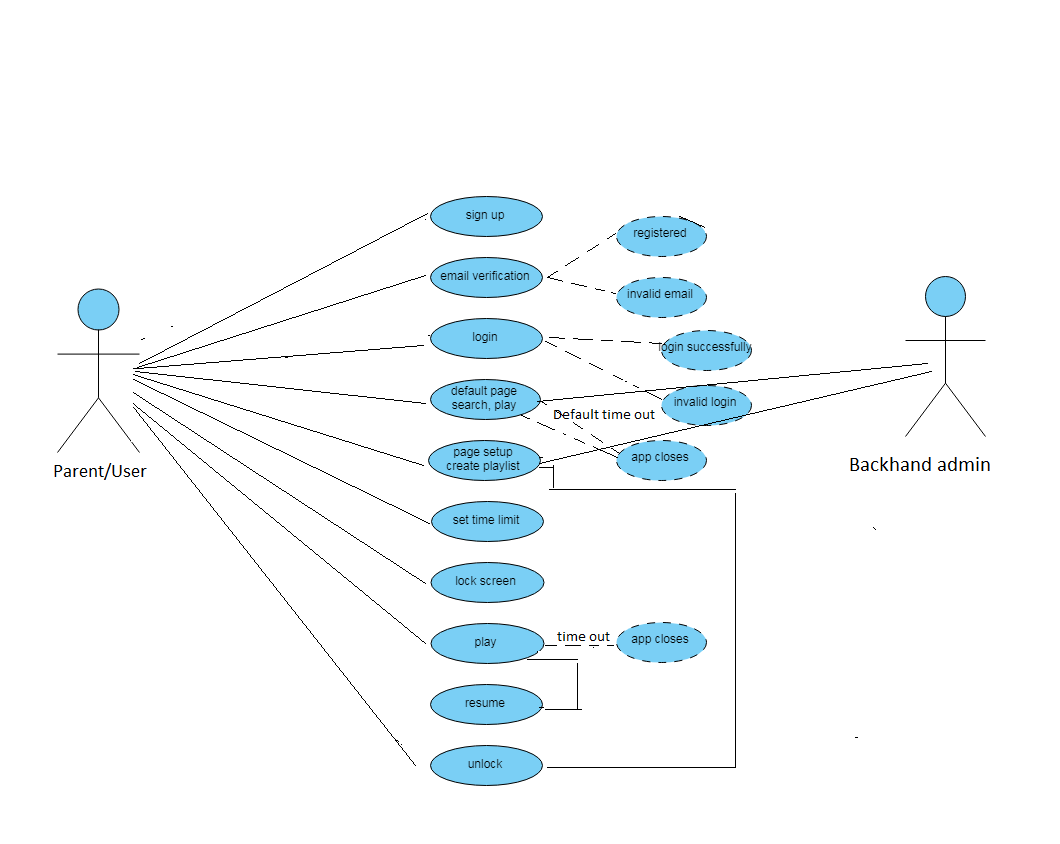 sign up
registered
email verification
invalid email
login
login successfully
default page
search, play
invalid login
Default time out
page setup
create playlist
app closes
Parent/User
Backhand admin
set time limit
lock screen
play
time out
app closes
resume
unlock